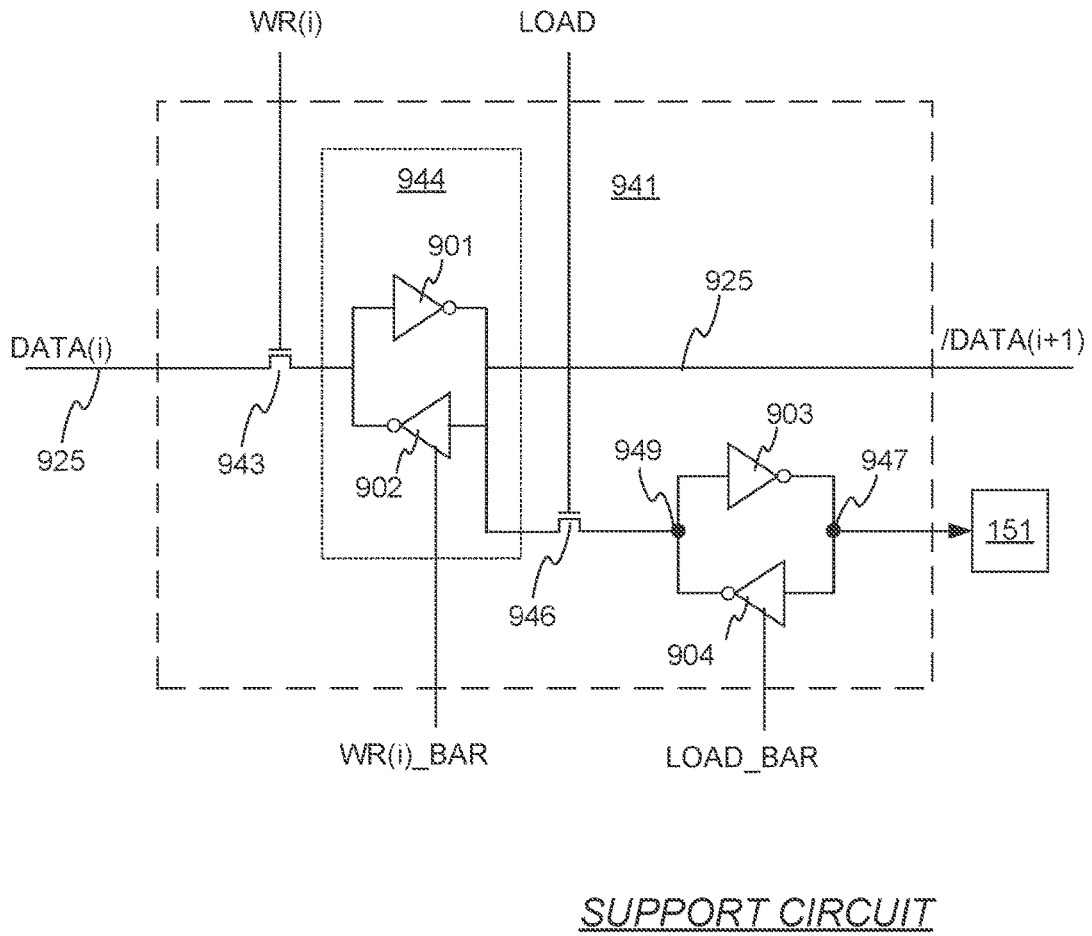 WR(i)
LOAD
944
941
901
925
DATA(i)
/DATA(i+1)
925
943
902
903
949
947
151
946
904
WR(i)_BAR
LOAD_BAR
SUPPORT CIRCUIT